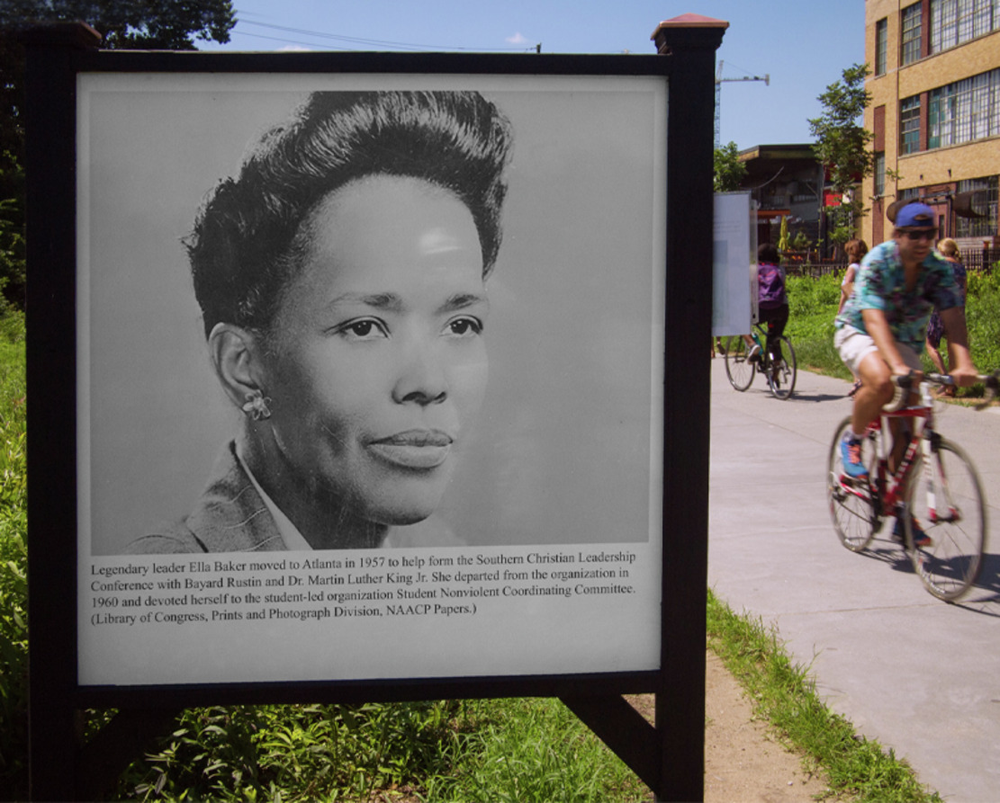 Legendary leader Ella Baker moved to Atlanta in 1957 to help form the Southern Christian Leadership
Conference with Bayard Rustin and Dr. Martin Luther King Jr. She departed from the organization in
1960 and devoted herself to the student-led organization Student Nonviolent Coordinating Committee.
(Library of Congress, Prints and Photograph Division, NAACP Papers.)